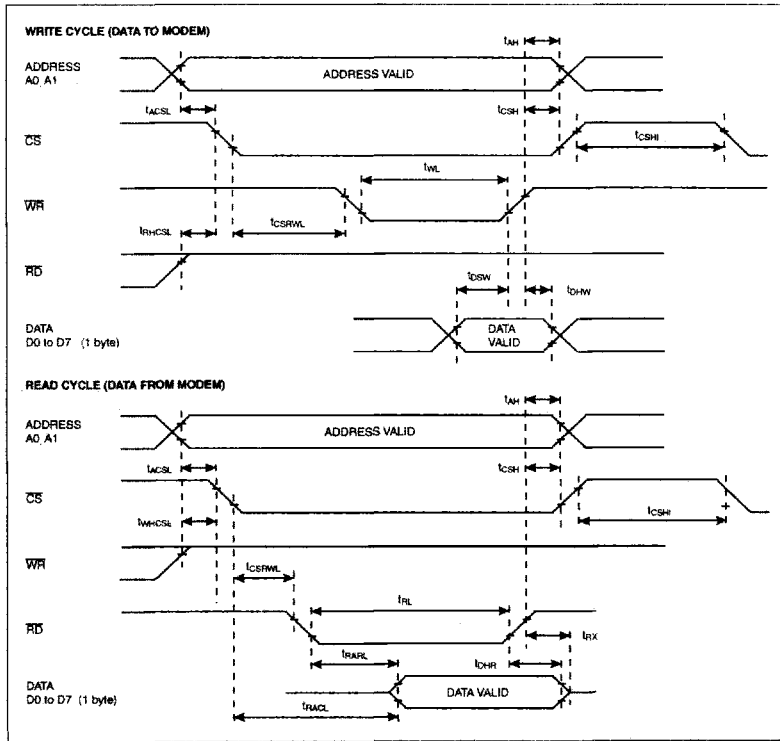 WRITE CYCLE (DATA TO MODEM)
tAH
ADDRESS
A0, A1
ADDRESS VALID
tACSL
tCSH
CS
tCSHI
tWL
WR
tRHCSL
tCSRWL
RD
tDSW
tDHW
DATA
D0 to D7 (1 byte)
DATA
VALID
READ CYCLE (DATA FROM MODEM)
tAH
ADDRESS
A0, A1
ADDRESS VALID
tACSL
tCSH
CS
tWHCSL
tCSHI
WR
tCSRWL
tRL
RD
tRX
tRARL
tDHR
DATA
D0 to D7 (1 byte)
DATA VALID
tRACL